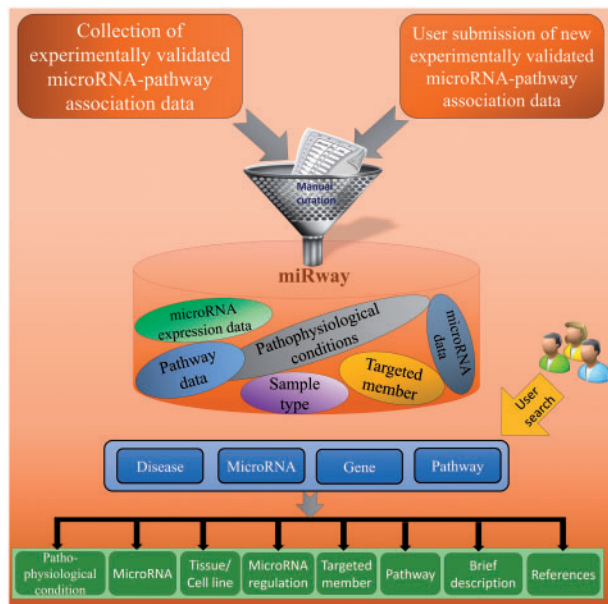 Collection of
experimentally validated
microRNA-pathway
association data
User submission of new
experimentally validated
microRNA-pathway
association data
Manual
curation
miRway
microRNA
expression data
Pathophysiological
conditions
microRNA
data
Pathway
data
Targeted
member
Sample
type
User
search
Disease
MicroRNA
Gene
Pathway
Patho-
physiological
condition
MicroRNA
Tissue/
Cell line
MicroRNA
regulation
Targeted
member
Pathway
Brief
description
References